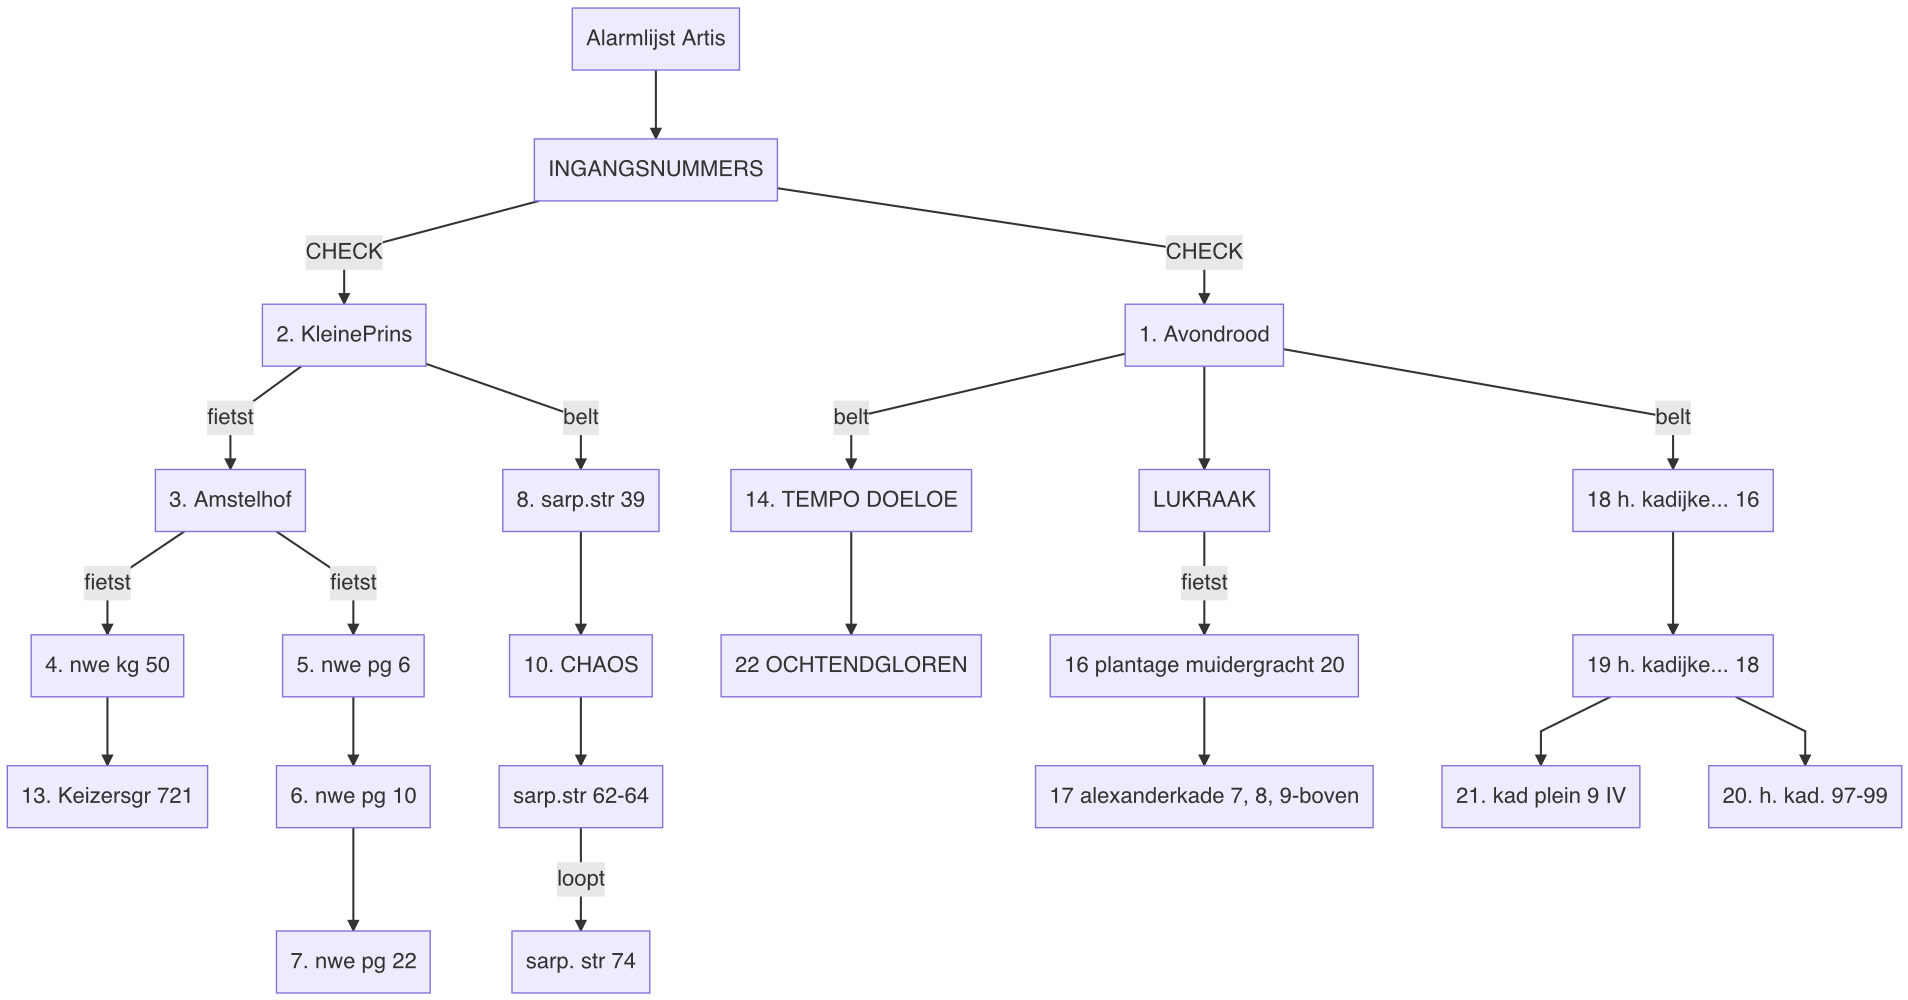 Alarmlijst Artis
INGANGSNUMMERS
CHECK
CHECK
2. KleinePrins
1. Avondrood
fietst
belt
belt
belt
3. Amstelhof
8. sarp.str 39
14. TEMPO DOELOE
LUKRAAK
18 h. kadijke... 16
fietst
fietst
fietst
4. nwe kg 50
5. nwe pg 6
10. CHAOS
22 OCHTENDGLOREN
16 plantage muidergracht 20
19 h. kadijke... 18
13. Keizersgr 721
6. nwe pg 10
sarp.str 62-64
17 alexanderkade 7, 8, 9-boven
21. kad plein 9 IV
20. h. kad. 97-99
loopt
7. nwe pg 22
sarp. str 74